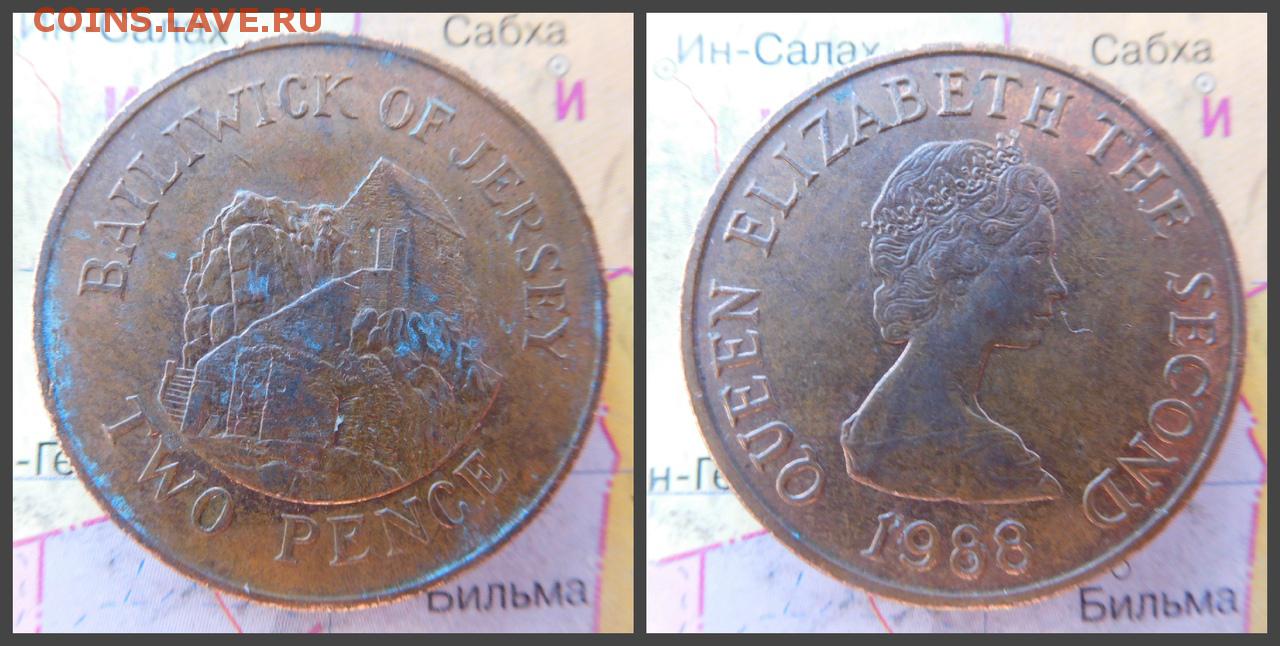 COINS.LAVE.RU
Ин-Салах
Сабха
И
BAILIWICK OF JERSEY
TWO PENCE
-Ге
Бильма
Ин-Салах
Сабха
И
QUEEN ELIZABETH THE SECOND
1988
н-Ге
Бильма